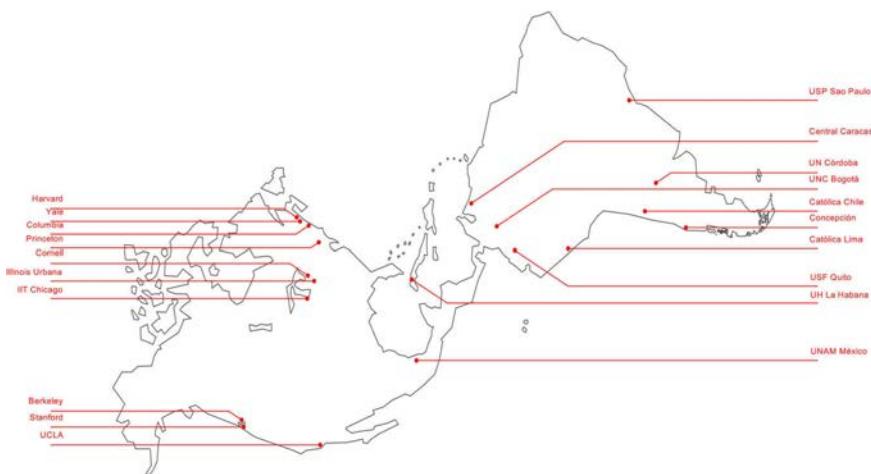 Harvard
Yale
Columbia
Princeton
Cornell
Illinois Urbana
IIT Chicago
Berkeley
Stanford
UCLA
USP Sao Paulo
Central Caracas
UN Córdoba
UNC Bogotà
Católica Chile
Concepción
Católica Lima
USF Quito
UH La Habana
UNAM México